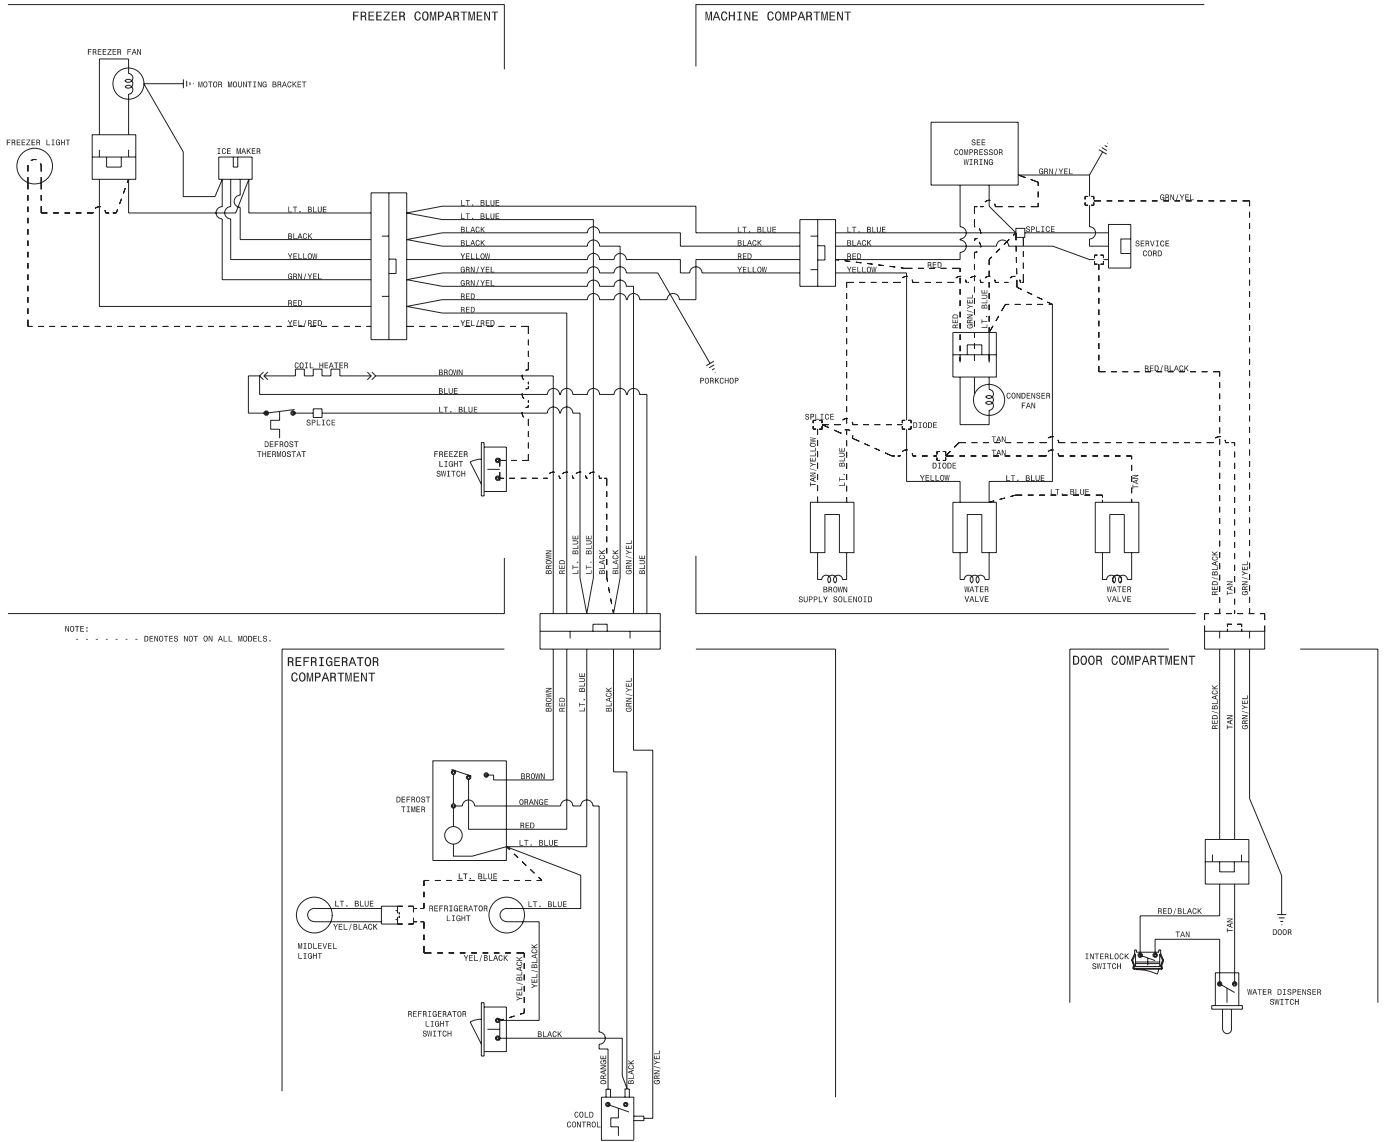 FREEZER COMPARTMENT
MACHINE COMPARTMENT
FREEZER FAN
MOTOR MOUNTING BRACKET
FREEZER LIGHT
ICE MAKER
LT. BLUE
BLACK
YELLOW
GRN/YEL
RED
YEL/RED
LT. BLUE
LT. BLUE
BLACK
BLACK
YELLOW
GRN/YEL
GRN/YEL
RED
RED
YEL/RED
LT. BLUE
BLACK
RED
YELLOW
LT. BLUE
BLACK
RED
YELLOW
SEE
COMPRESSOR
WIRING
GRN/YEL
GRN/YEL
SPLICE
SERVICE
CORD
RED
RED
GRN/YEL
LT. BLUE
CONDENSER
FAN
RED/BLACK
PORKCHOP
COIL HEATER
BROWN
BLUE
LT. BLUE
SPLICE
DEFROST
THERMOSTAT
FREEZER
LIGHT
SWITCH
SPLICE
DIODE
DIODE
TAN
TAN
TAN/YELLOW
LT. BLUE
YELLOW
LT. BLUE
LT. BLUE
TAN
BROWN
SUPPLY SOLENOID
WATER
VALVE
WATER
VALVE
BROWN
RED
LT. BLUE
LT. BLUE
BLACK
BLACK
GRN/YEL
BLUE
RED/BLACK
TAN
GRN/YEL
NOTE:
- - - - - - - DENOTES NOT ON ALL MODELS.
REFRIGERATOR
COMPARTMENT
DOOR COMPARTMENT
BROWN
RED
LT. BLUE
BLACK
GRN/YEL
RED/BLACK
TAN
GRN/YEL
DEFROST
TIMER
BROWN
ORANGE
RED
LT. BLUE
LT. BLUE
LT. BLUE
YEL/BLACK
MIDLEVEL
LIGHT
REFRIGERATOR
LIGHT
LT. BLUE
YEL/BLACK
YEL/BLACK
YEL/BLACK
REFRIGERATOR
LIGHT
SWITCH
BLACK
ORANGE
BLACK
GRN/YEL
COLD
CONTROL
RED/BLACK
TAN
TAN
DOOR
INTERLOCK
SWITCH
WATER DISPENSER
SWITCH